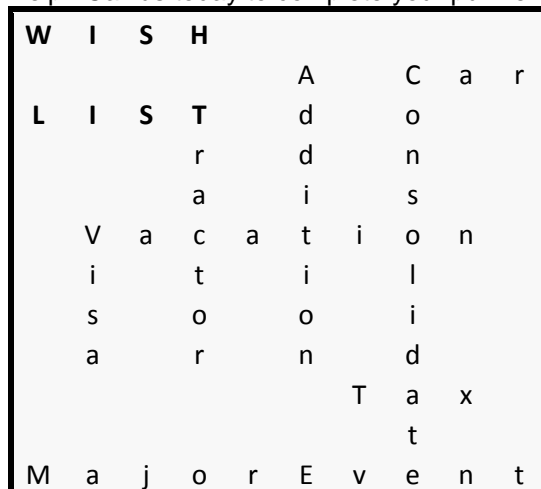 W I S H
A C a r
L I S T d o
r d n
a i s
V a c a t i o n
i t i l
s o o i
a r n d
T a x
t
M a j o r E v e n t